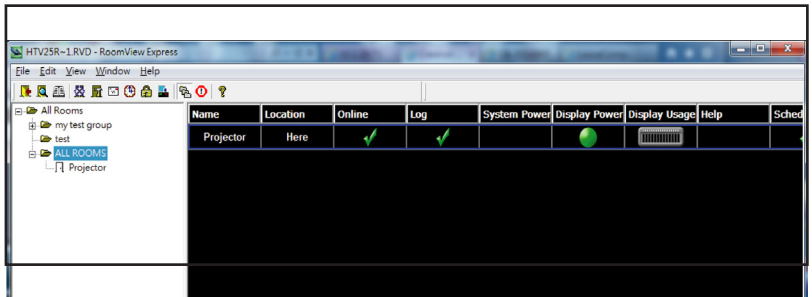 HTV25R~1.RVD - RoomView Express
File Edit View Window Help
All Rooms
my test group
test
ALL ROOMS
Projector
Name Location Online Log System Power Display Power Display Usage Help Sched
Projector Here